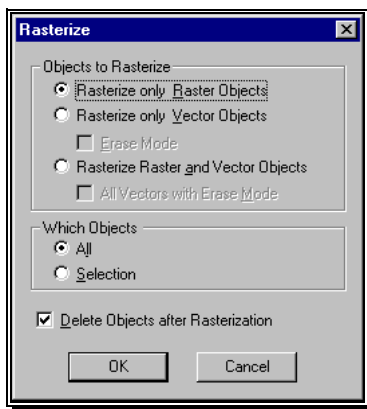 Rasterize
Objects to Rasterize
Rasterize only Raster Objects
Rasterize only Vector Objects
Erase Mode
Rasterize Raster and Vector Objects
All Vectors with Erase Mode
Which Objects
All
Selection
Delete Objects after Rasterization
OK Cancel